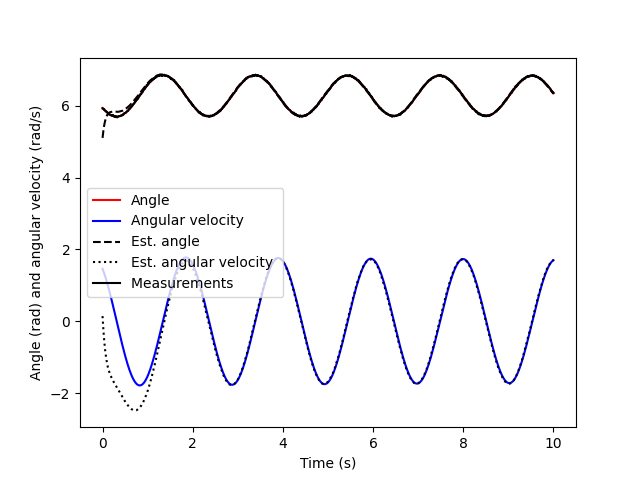 6
4
2
0
−2
Angle (rad) and angular velocity (rad/s)
Angle
Angular velocity
Est. angle
Est. angular velocity
Measurements
0 2 4 6 8 10
Time (s)